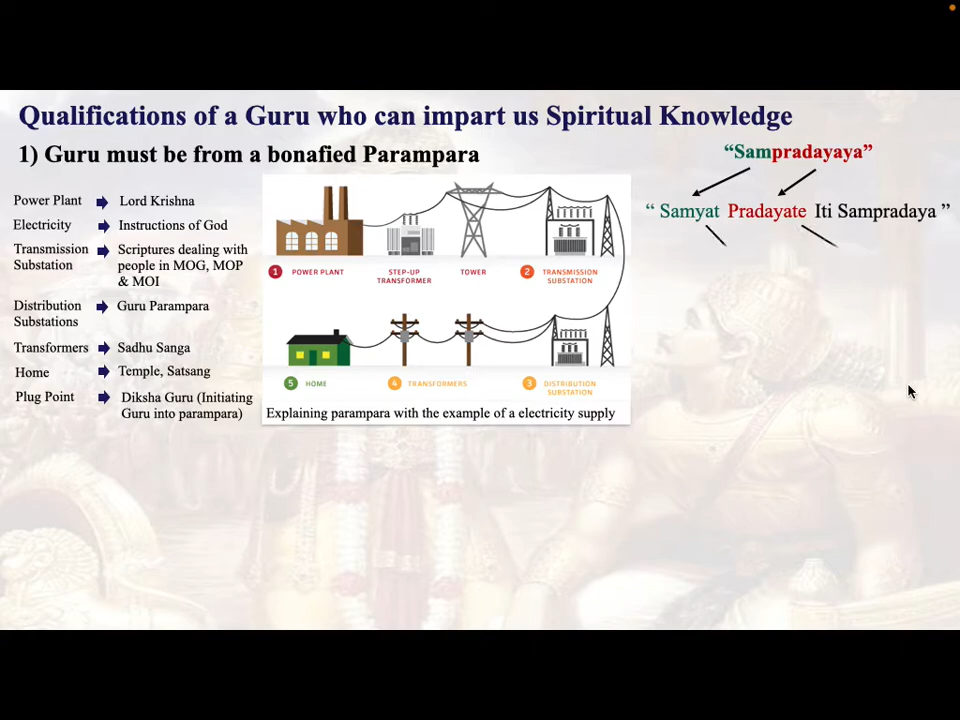 Qualifications of a Guru who can impart us Spiritual Knowledge
1) Guru must be from a bonafied Parampara
Power Plant Lord Krishna
Electricity Instructions of God
Transmission Substation Scriptures dealing with
people in MOG, MOP
& MOI
Distribution Substations Guru Parampara
Transformers Sadhu Sanga
Home Temple, Satsang
Plug Point Diksha Guru (Initiating
Guru into parampara)
1 POWER PLANT STEP-UP TRANSFORMER TOWER 2 TRANSMISSION SUBSTATION
5 HOME 4 TRANSFORMERS 3 DISTRIBUTION SUBSTATION
Explaining parampara with the example of a electricity supply
“Sampradayaya”
“ Samyat Pradayate Iti Sampradaya ”